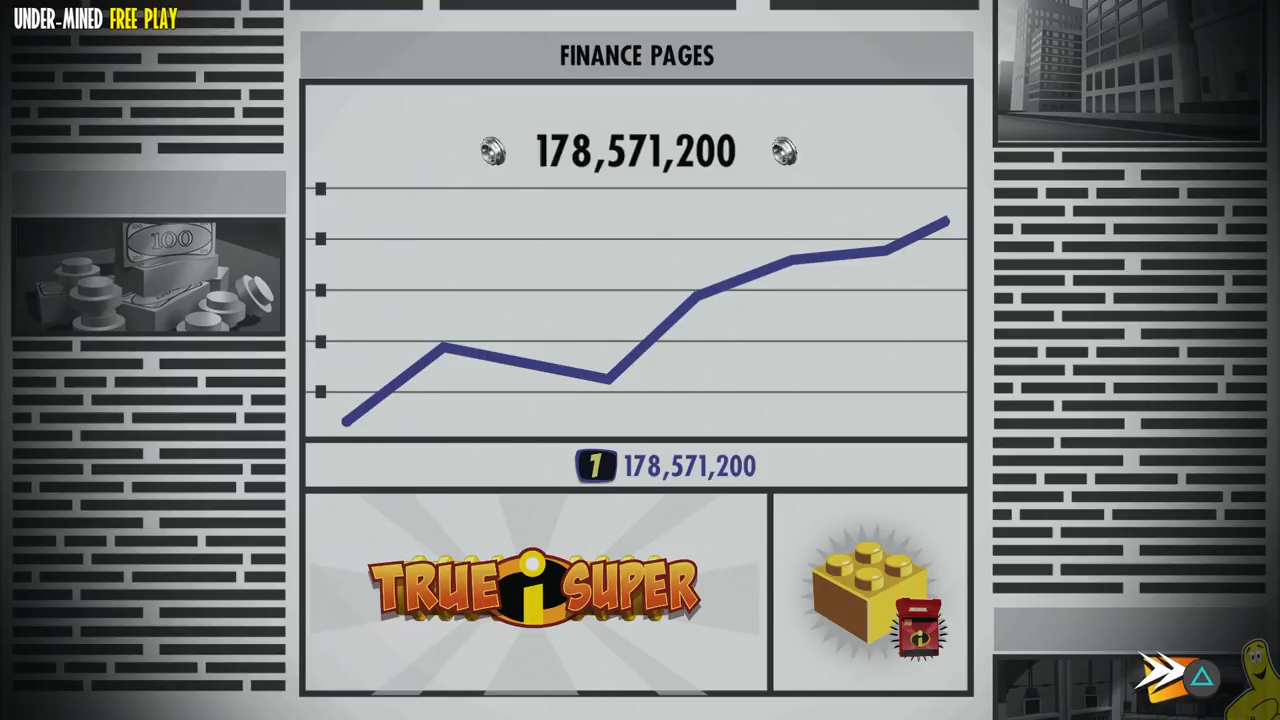 UNDER-MINED FREE PLAY
FINANCE PAGES
178,571,200
100
1 178,571,200
TRUE i SUPER
i